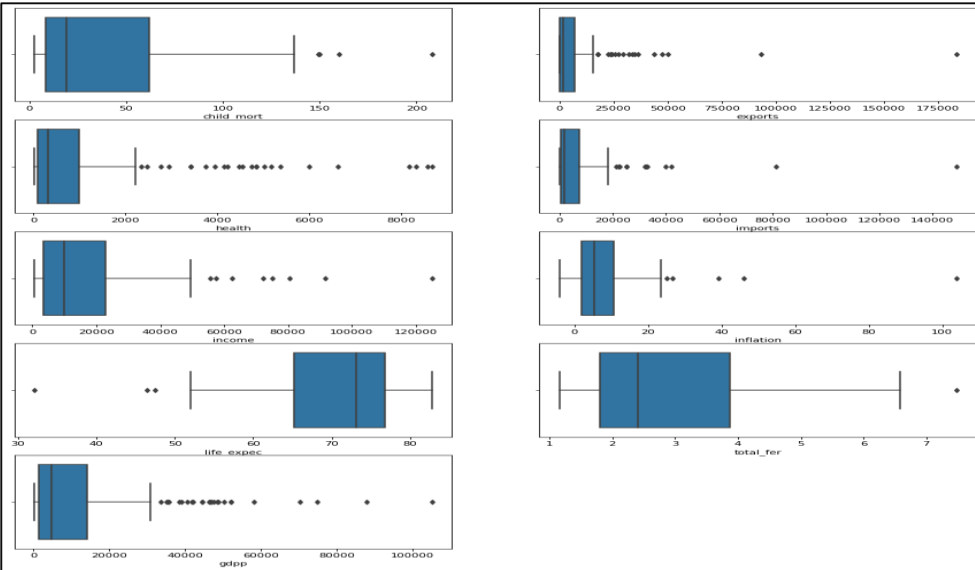 0 50 100 150 200
child_mort
0 25000 50000 75000 100000 125000 150000 175000
exports
0 2000 4000 6000 8000
health
0 20000 40000 60000 80000 100000 120000 140000
imports
0 20000 40000 60000 80000 100000 120000
income
0 20 40 60 80 100
inflation
30 40 50 60 70 80
life_expec
1 2 3 4 5 6 7
total_fer
0 20000 40000 60000 80000 100000
gdpp